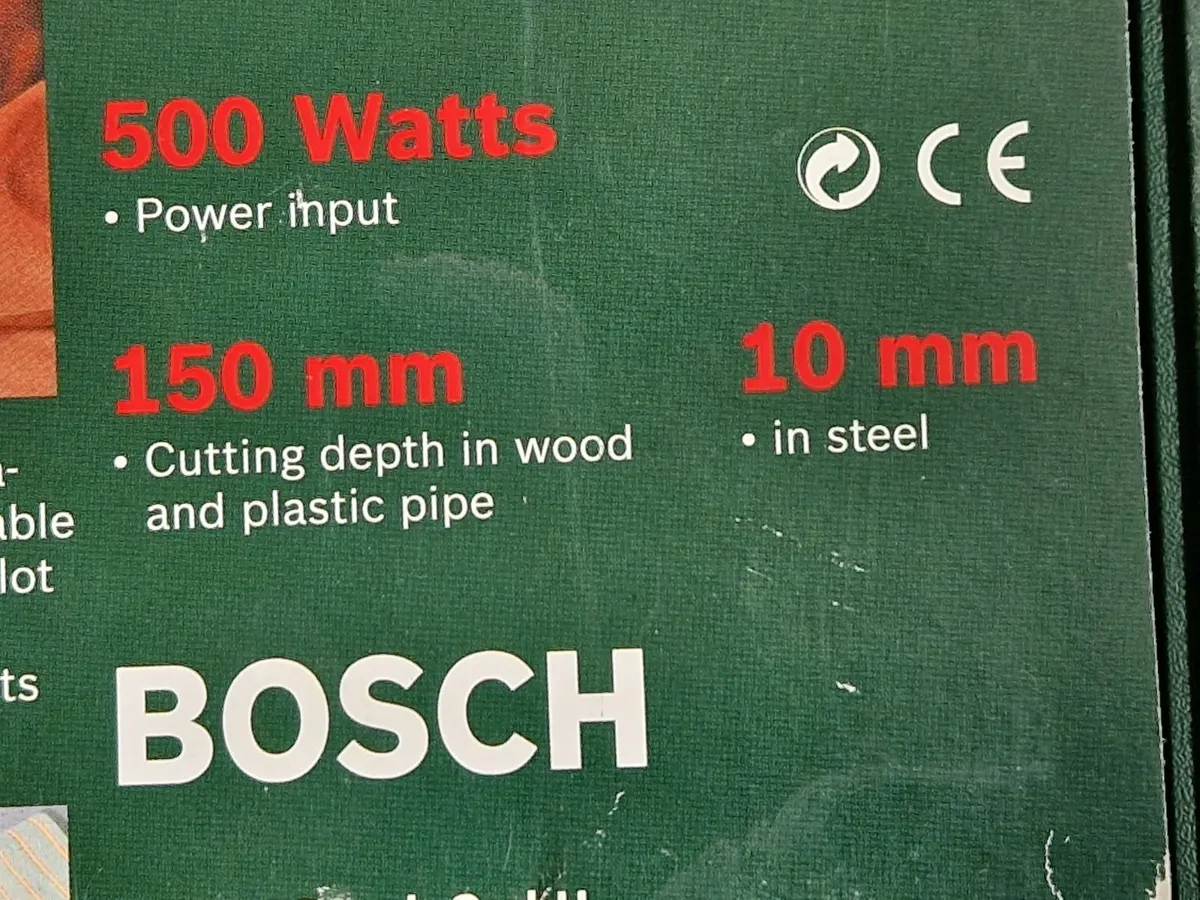 500 Watts
• Power input
CE
150 mm
10 mm
• Cutting depth in wood
and plastic pipe
• in steel
able
lot
ts
BOSCH